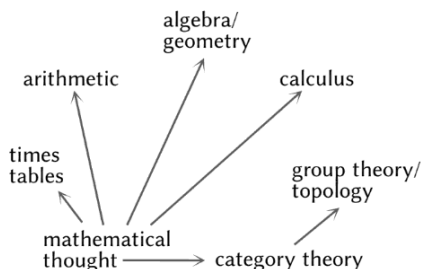 algebra/
geometry
arithmetic
calculus
times
tables
group theory/
topology
mathematical
thought
category theory